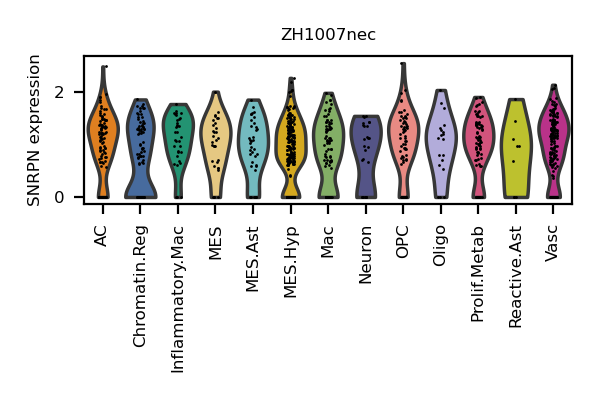 ZH1007nec
SNRPN expression
2
0
AC
Chromatin.Reg
Inflammatory.Mac
MES
MES.Ast
MES.Hyp
Mac
Neuron
OPC
Oligo
Prolif.Metab
Reactive.Ast
Vasc